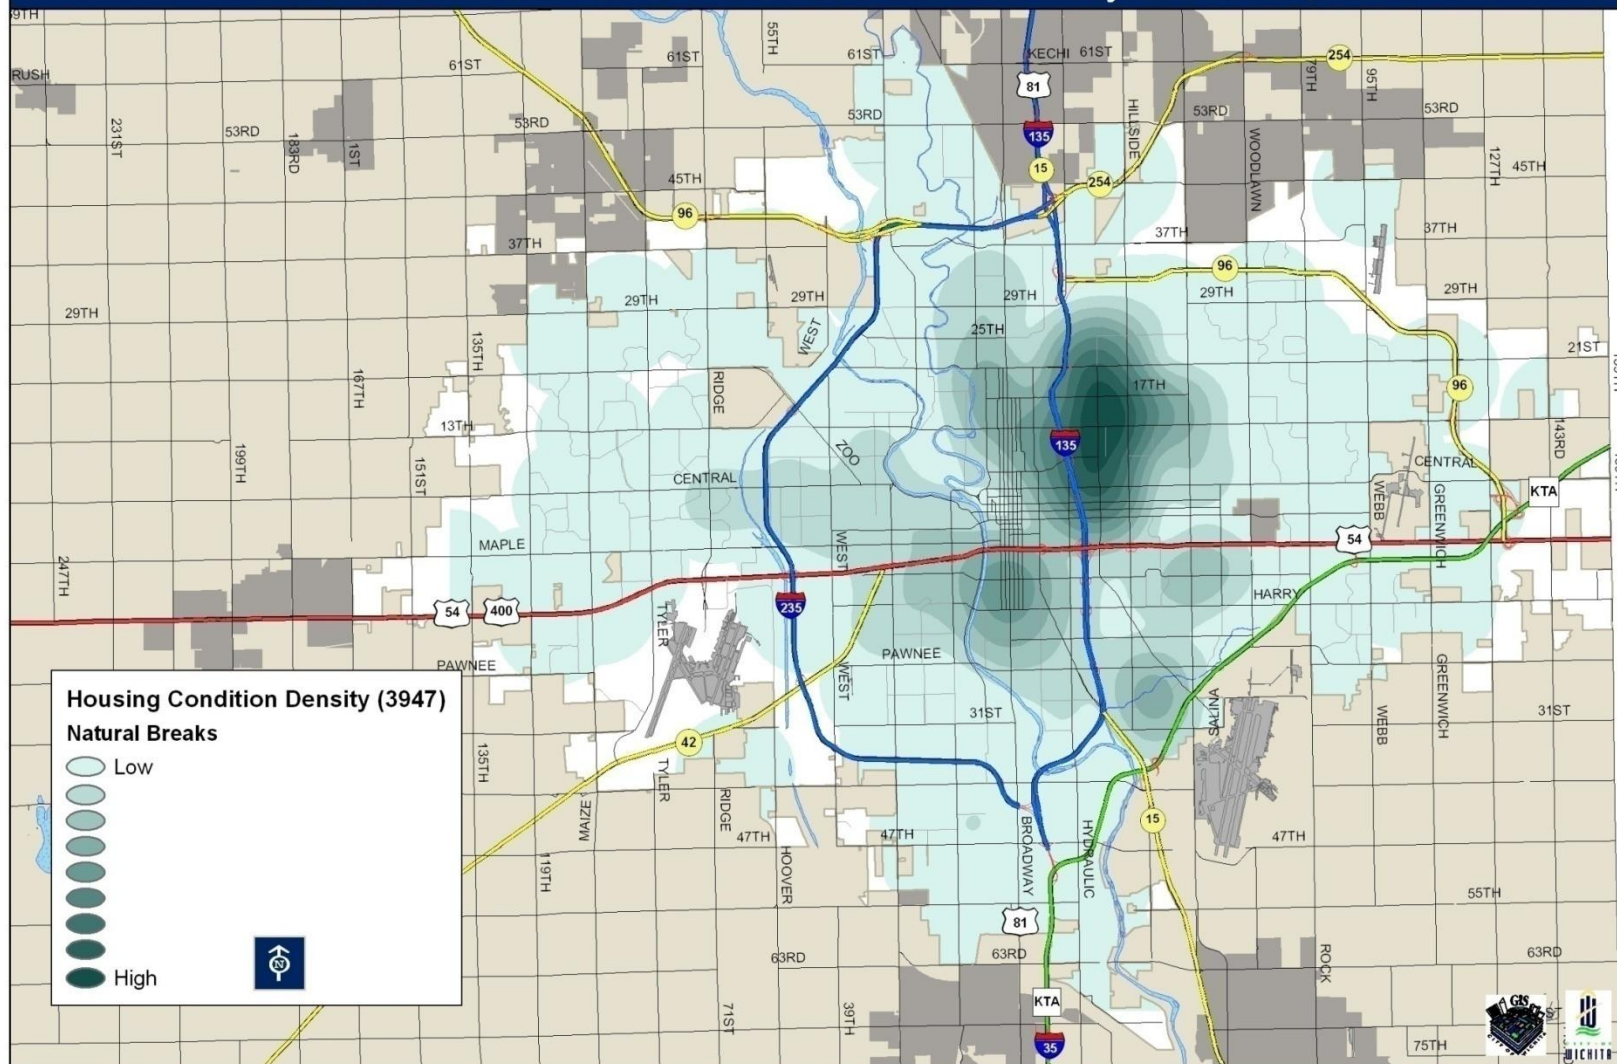 61ST
61ST
55TH
61ST
KECHI
61ST
254
79TH
95TH
RUSH
81
53RD
53RD
53RD
53RD
53RD
231ST
183RD
1ST
135
HILLSIDE
WOODLAWN
127TH
45TH
45TH
15
254
96
37TH
37TH
37TH
96
29TH
29TH
29TH
29TH
29TH
29TH
25TH
WEST
135TH
21ST
167TH
RIDGE
17TH
96
13TH
ZOO
135
143RD
199TH
151ST
CENTRAL
CENTRAL
KTA
WEBB
GREENWICH
MAPLE
WEST
54
247TH
54
400
235
TYLER
HARRY
PAWNEE
PAWNEE
WEST
GREENWICH
Housing Condition Density (3947)
Natural Breaks
Low
High
N
31ST
SALINA
WEBB
31ST
42
135TH
TYLER
MAIZE
RIDGE
15
47TH
47TH
BROADWAY
HYDRAULIC
47TH
119TH
HOOVER
55TH
81
63RD
63RD
ROCK
63RD
KTA
71ST
39TH
35
75TH
GIS
WICHITA